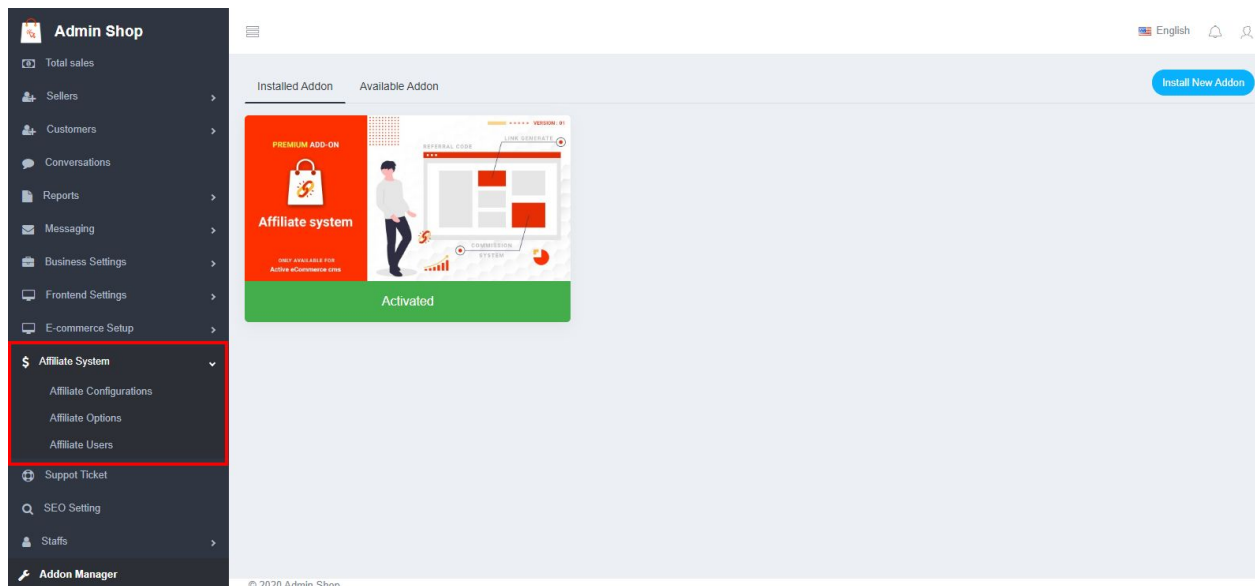 Admin Shop
English
Total sales
Sellers
Customers
Conversations
Reports
Messaging
Business Settings
Frontend Settings
E-commerce Setup
Affiliate System
Affiliate Configurations
Affiliate Options
Affiliate Users
Suppot Ticket
SEO Setting
Staffs
Addon Manager
Installed Addon
Available Addon
Install New Addon
PREMIUM ADD-ON
Affiliate system
ONLY AVAILABLE FOR
Active eCommerce cms
VERSION: 01
LINK GENERATE
REFERRAL CODE
COMMISSION
SYSTEM
Activated
© 2020 Admin Shop